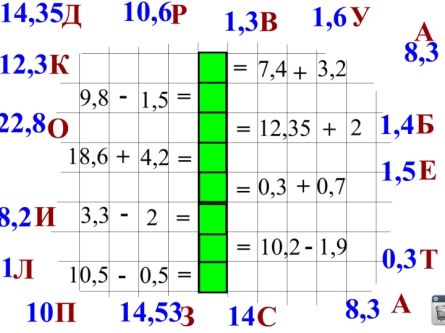 14,35Д 10,6Р 1,3В 1,6У А
8,3
12,3К = 7,4 + 3,2
9,8 - 1,5 =
22,8О = 12,35 + 2 1,4Б
18,6 + 4,2 = 1,5Е
= 0,3 + 0,7
8,2И 3,3 - 2 =
= 10,2 - 1,9 0,3Т
1Л 10,5 - 0,5 =
10П 14,53З 14С 8,3 А